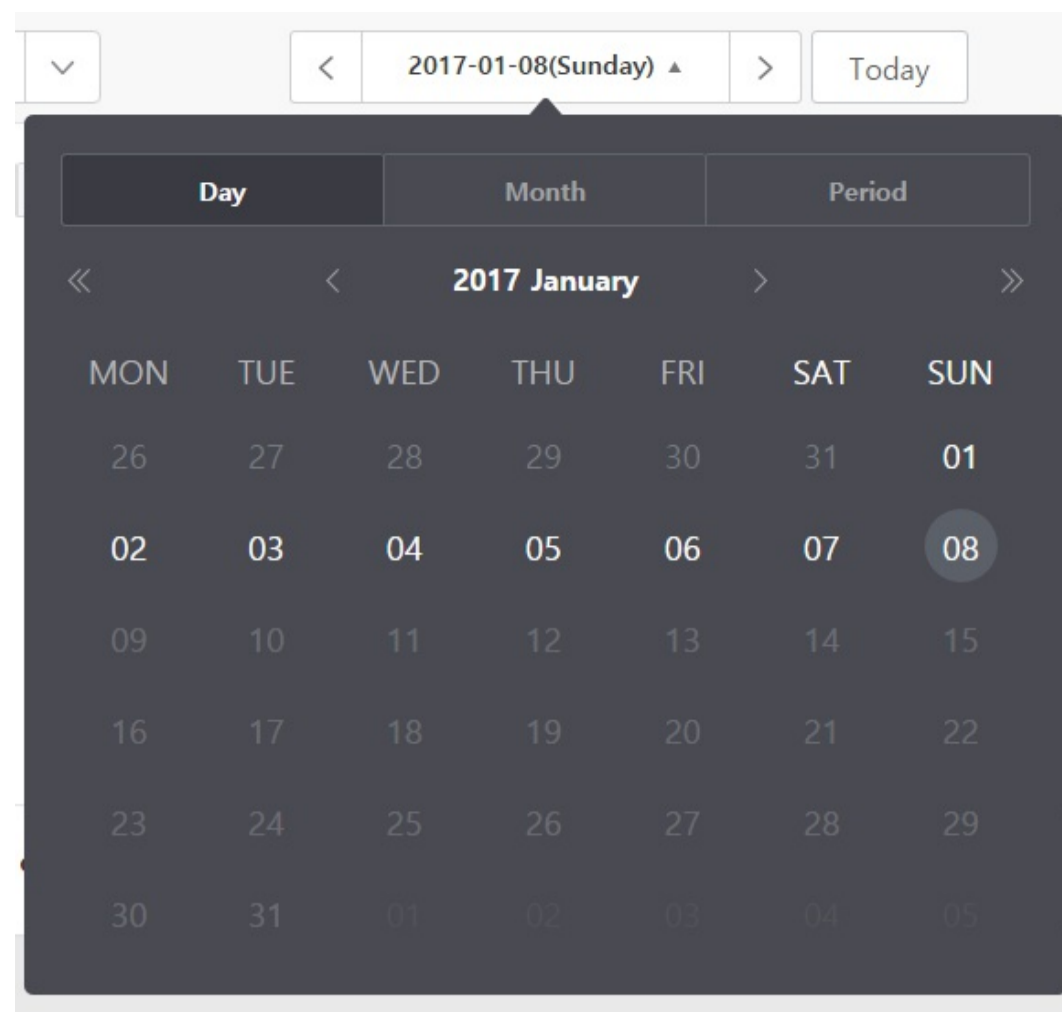 2017-01-08(Sunday) ▲ Today
Day Month Period
2017 January
MON TUE WED THU FRI SAT SUN
26 27 28 29 30 31 01
02 03 04 05 06 07 08
09 10 11 12 13 14 15
16 17 18 19 20 21 22
23 24 25 26 27 28 29
30 31 01 02 03 04 05